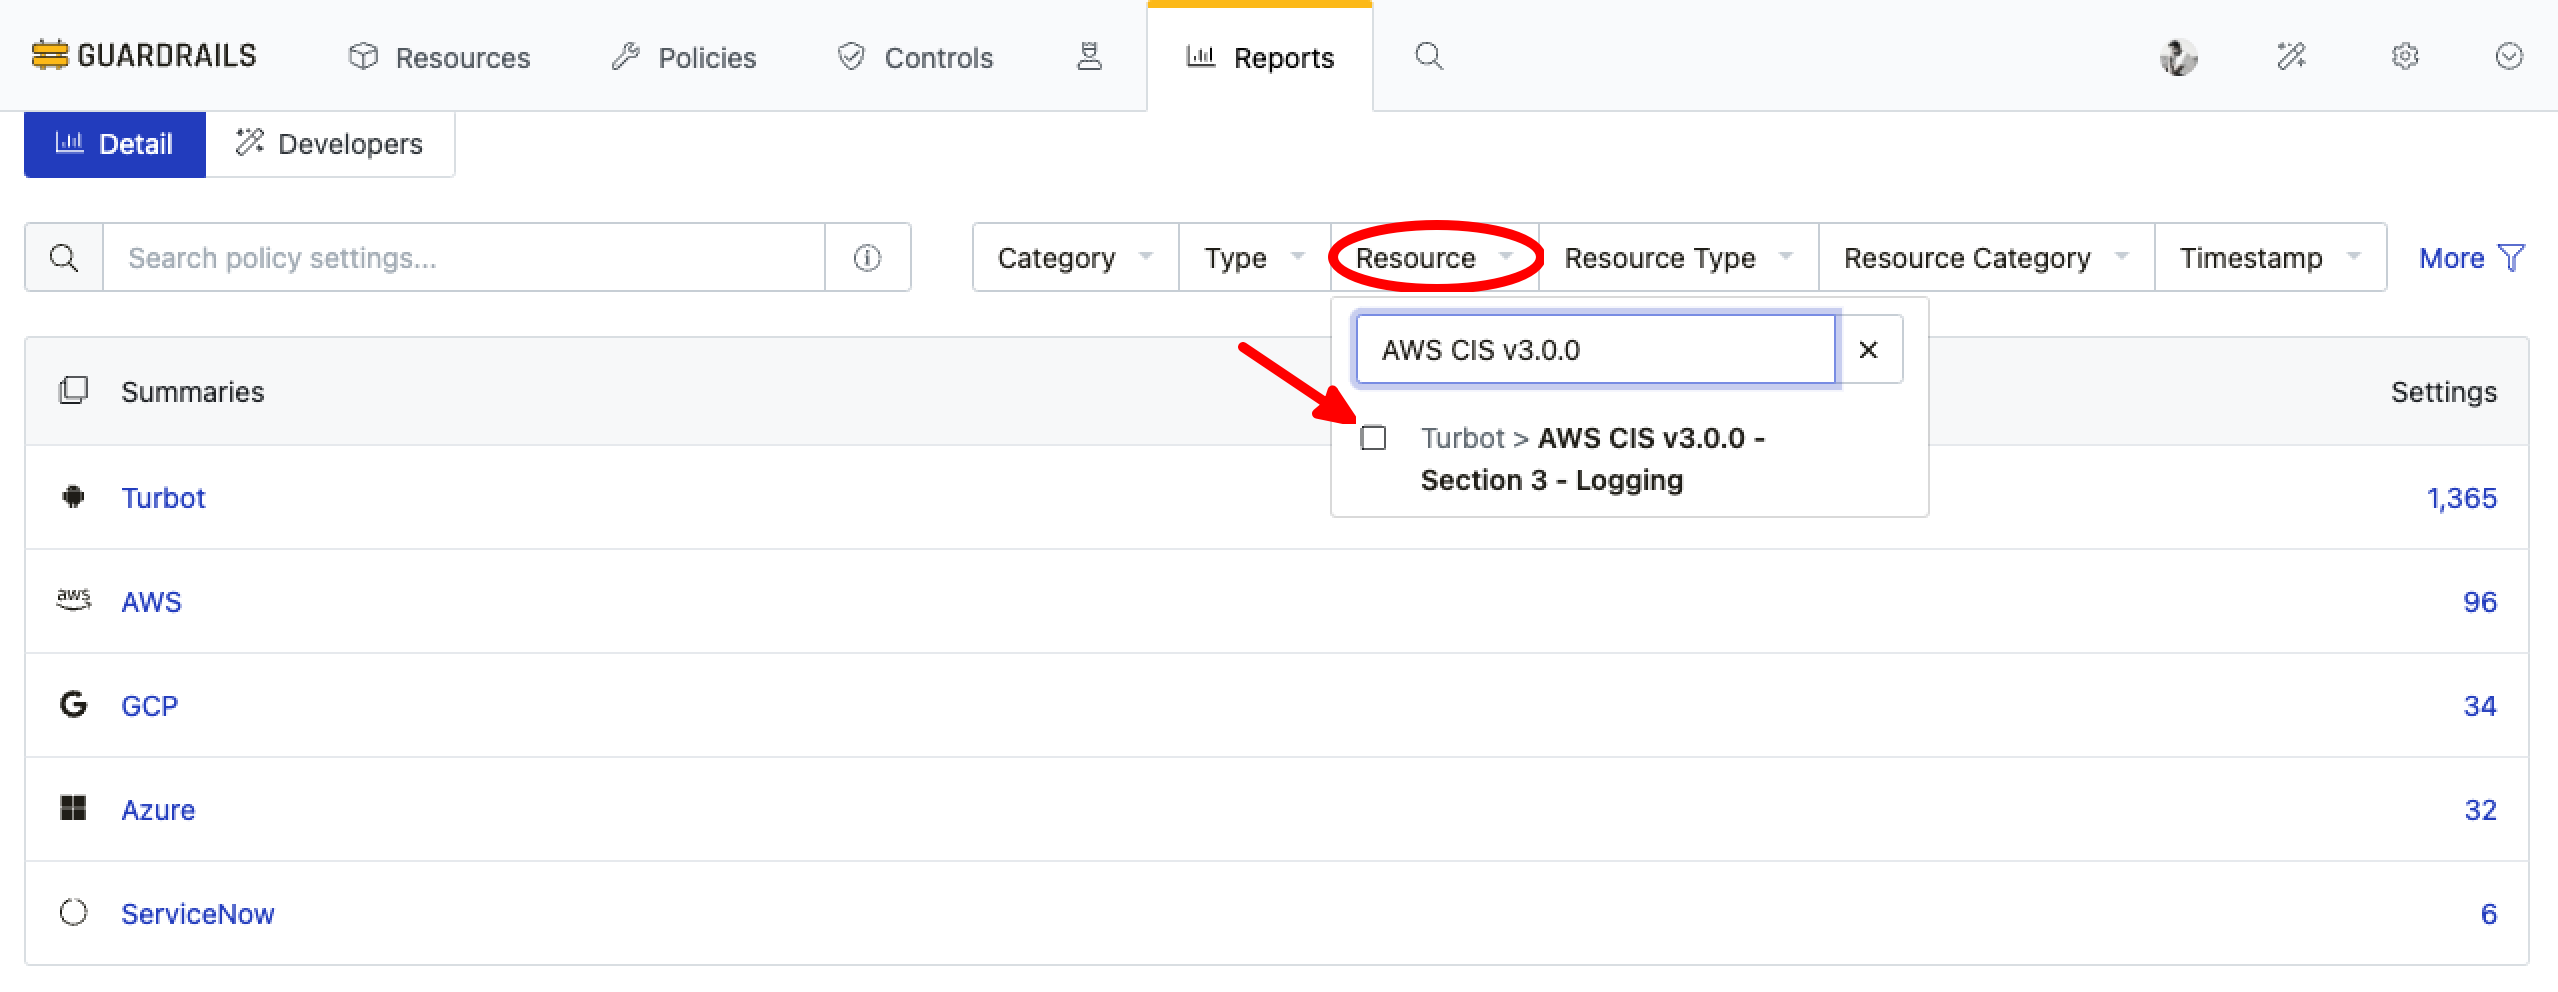 GUARDRAILS Resources Policies Controls Reports
Detail Developers
Search policy settings... Category Type Resource Resource Type Resource Category Timestamp More
AWS CIS v3.0.0
Summaries Settings
Turbot > AWS CIS v3.0.0 -
Section 3 - Logging
Turbot 1,365
aws AWS 96
GCP 34
Azure 32
ServiceNow 6